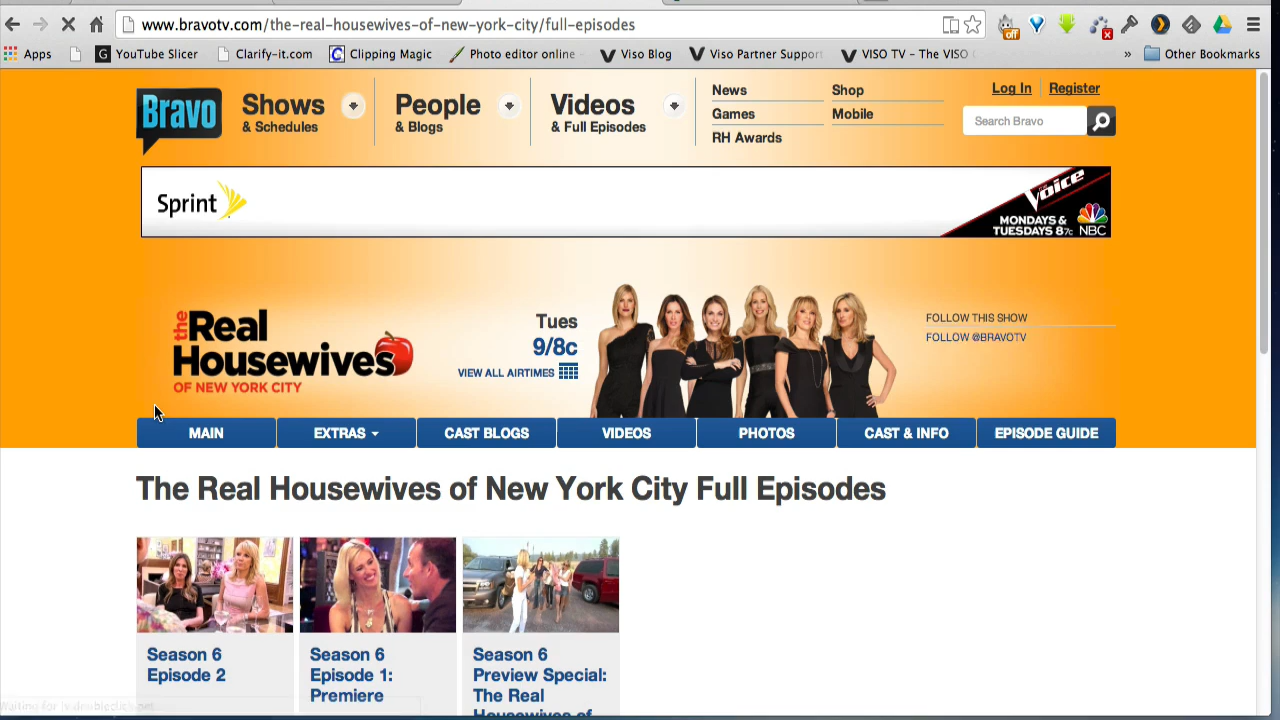 www.bravotv.com/the-real-housewives-of-new-york-city/full-episodes
Apps YouTube Slicer Clarify-it.com Clipping Magic Photo editor online Viso Blog Viso Partner Support VISO TV - The VISO » Other Bookmarks
off
Bravo
Shows
& Schedules
People
& Blogs
Videos
& Full Episodes
News
Games
RH Awards
Shop
Mobile
Log In Register
Search Bravo
Sprint
the Voice
MONDAYS &
TUESDAYS 8/7c NBC
the Real
Housewives
OF NEW YORK CITY
Tues
9/8c
VIEW ALL AIRTIMES
FOLLOW THIS SHOW
FOLLOW @BRAVOTV
MAIN EXTRAS CAST BLOGS VIDEOS PHOTOS CAST & INFO EPISODE GUIDE
The Real Housewives of New York City Full Episodes
Season 6
Episode 2
Season 6
Episode 1:
Premiere
Season 6
Preview Special:
The Real
Housewives of